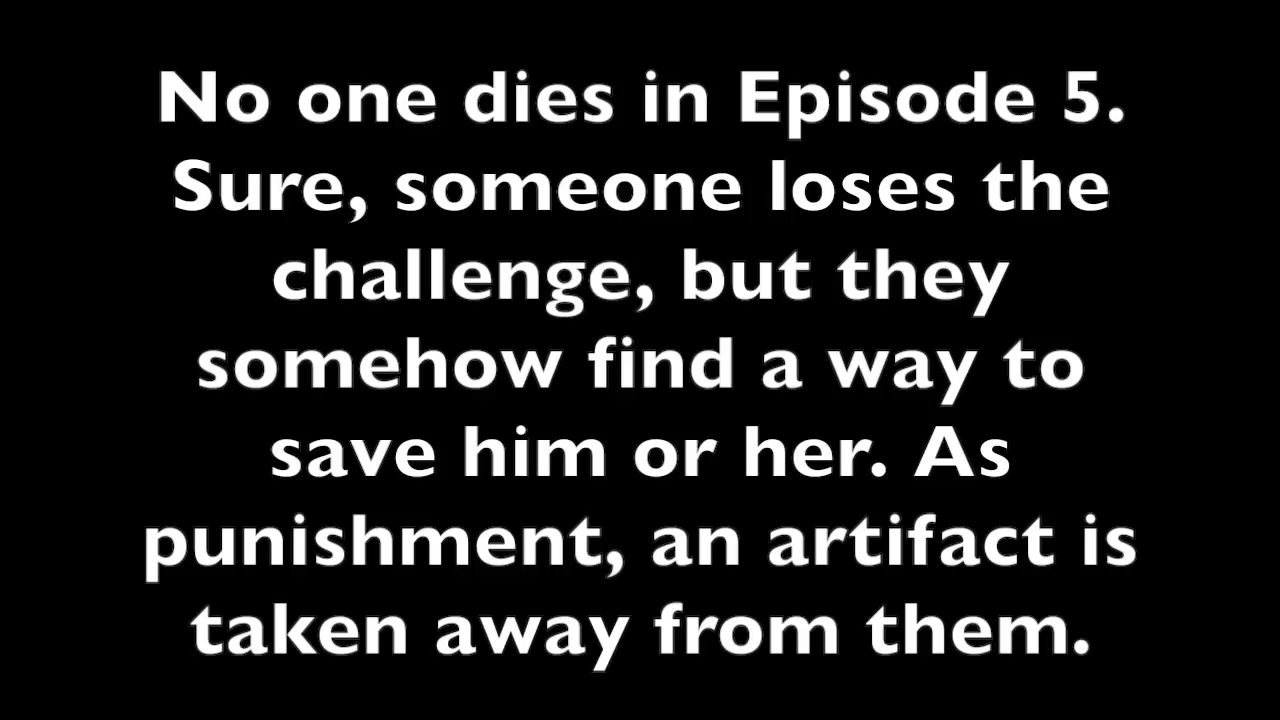 No one dies in Episode 5.
Sure, someone loses the
challenge, but they
somehow find a way to
save him or her. As
punishment, an artifact is
taken away from them.